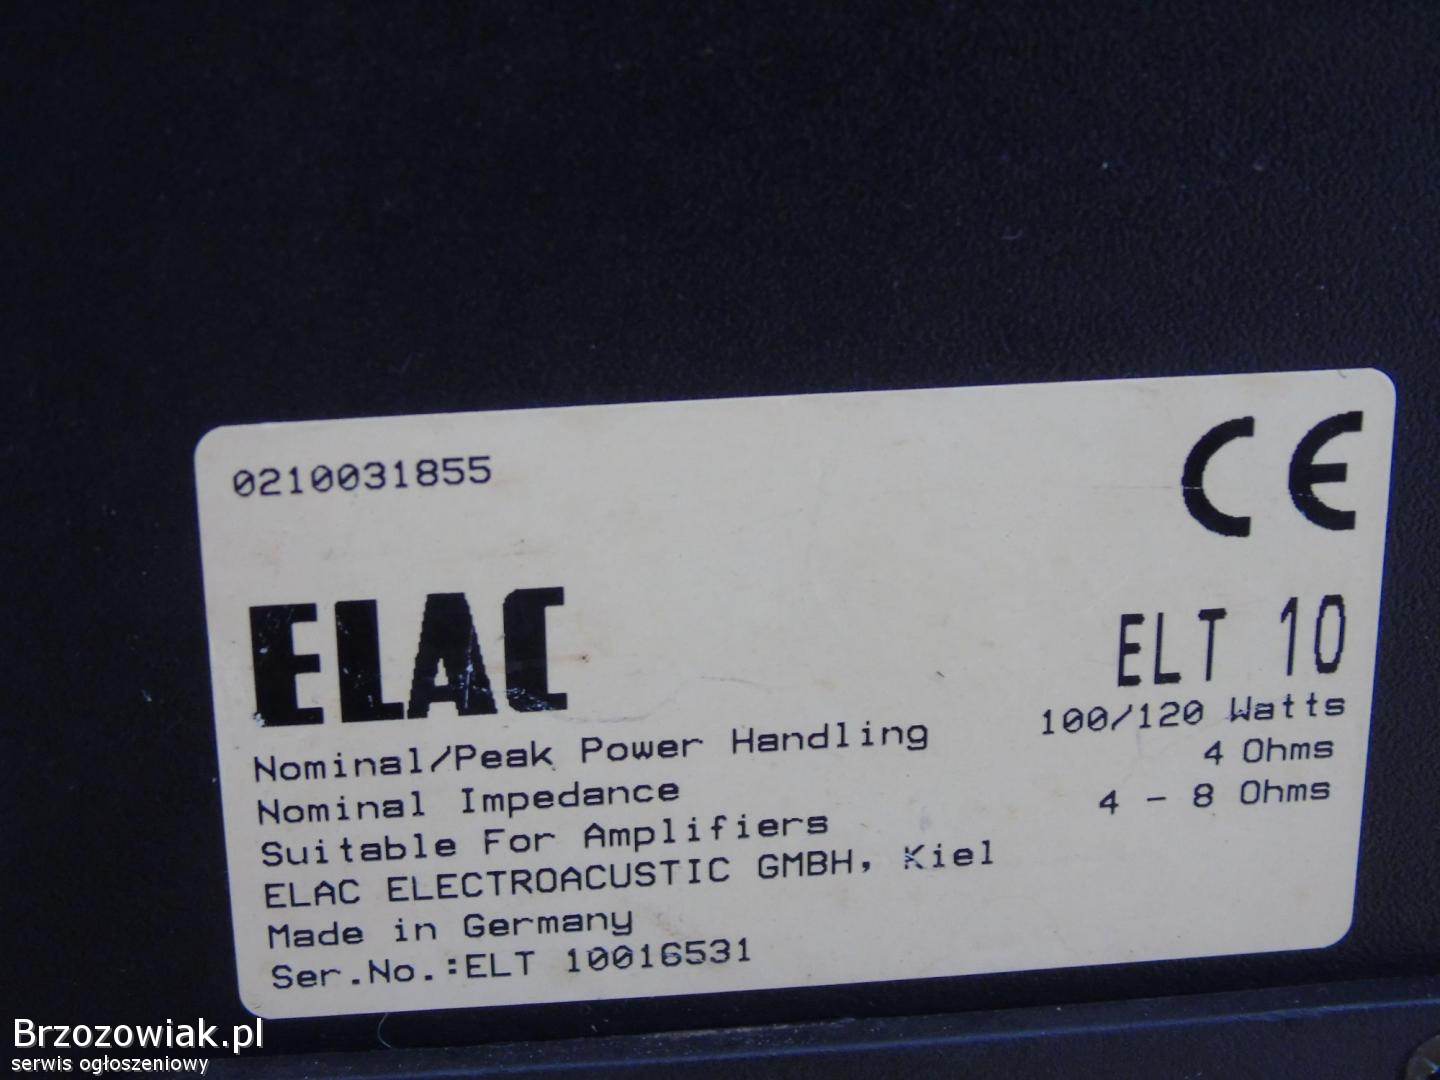 0210031855
CE
ELAC
ELT 10
Nominal/Peak Power Handling 100/120 Watts
Nominal Impedance 4 Ohms
Suitable For Amplifiers 4 - 8 Ohms
ELAC ELECTROACUSTIC GMBH, Kiel
Made in Germany
Ser.No.:ELT 10016531
Brzozowiak.pl
serwis ogłoszeniowy